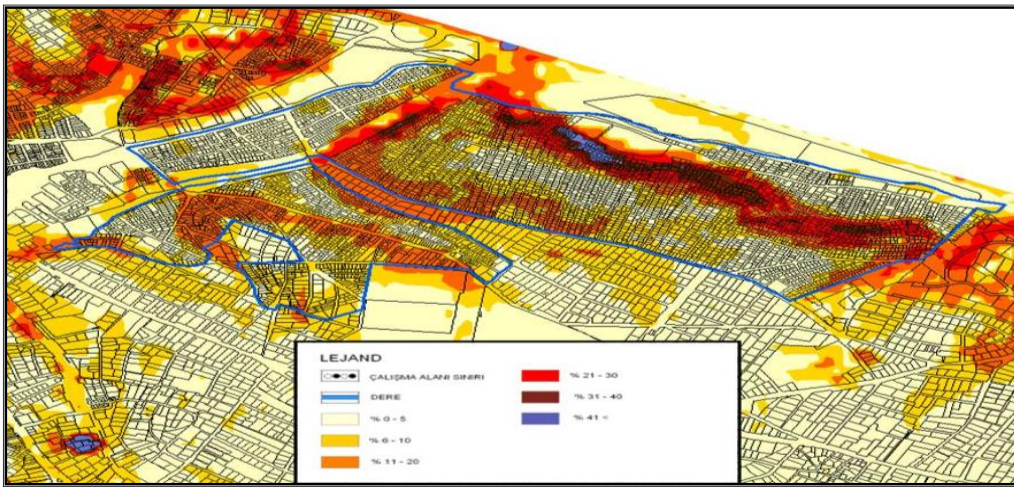 LEJAND
ÇALIŞMA ALANI SINIRI
DERE
% 0 - 5
% 6 - 10
% 11 - 20
% 21 - 30
% 31 - 40
% 41 <